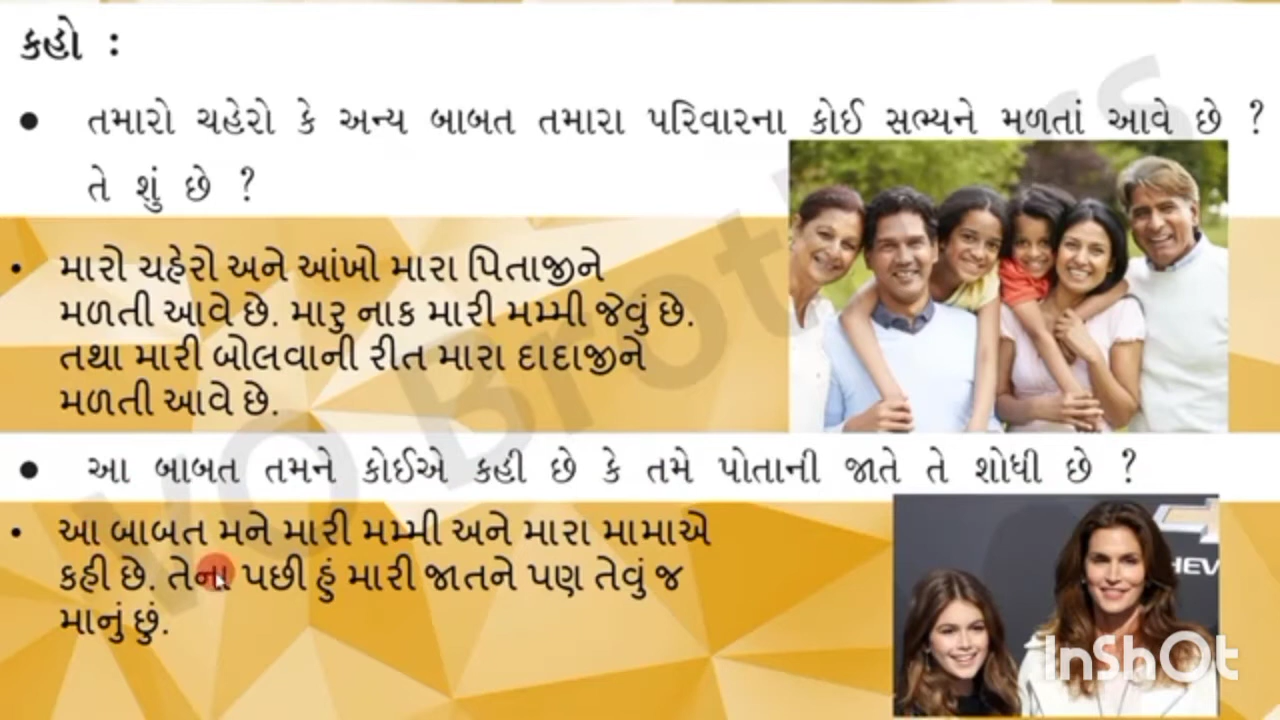 કહો :
● તમારો ચહેરો કે અન્ય બાબત તમારા પરિવારના કોઈ સભ્યને મળતાં આવે છે ?
તે શું છે ?
• મારો ચહેરો અને આંખો મારા પિતાજીને
મળતી આવે છે. મારુ નાક મારી મમ્મી જેવું છે.
તથા મારી બોલવાની રીત મારા દાદાજીને
મળતી આવે છે.
● આ બાબત તમને કોઈએ કહી છે કે તમે પોતાની જાતે તે શોધી છે ?
• આ બાબત મને મારી મમ્મી અને મારા મામાએ
કહી છે. તેના પછી હું મારી જાતને પણ તેવું જ
માનું છું.
HEV
InShOt